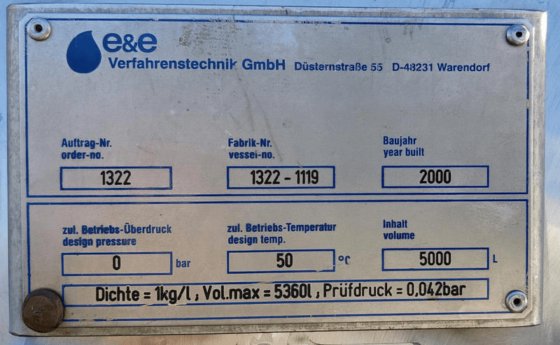 e&e
Verfahrenstechnik GmbH Düsternstraße 55 D-48231 Warendorf
Auftrag-Nr. Fabrik-Nr. Baujahr
order-no. vessel-no. year built
1322 1322-1119 2000
zul. Betriebs-Überdruck zul. Betriebs-Temperatur Inhalt
design pressure design temp. volume
0 bar 50 °C 5000 L
Dichte = 1kg/l, Vol.max = 5360l, Prüfdruck = 0,042bar